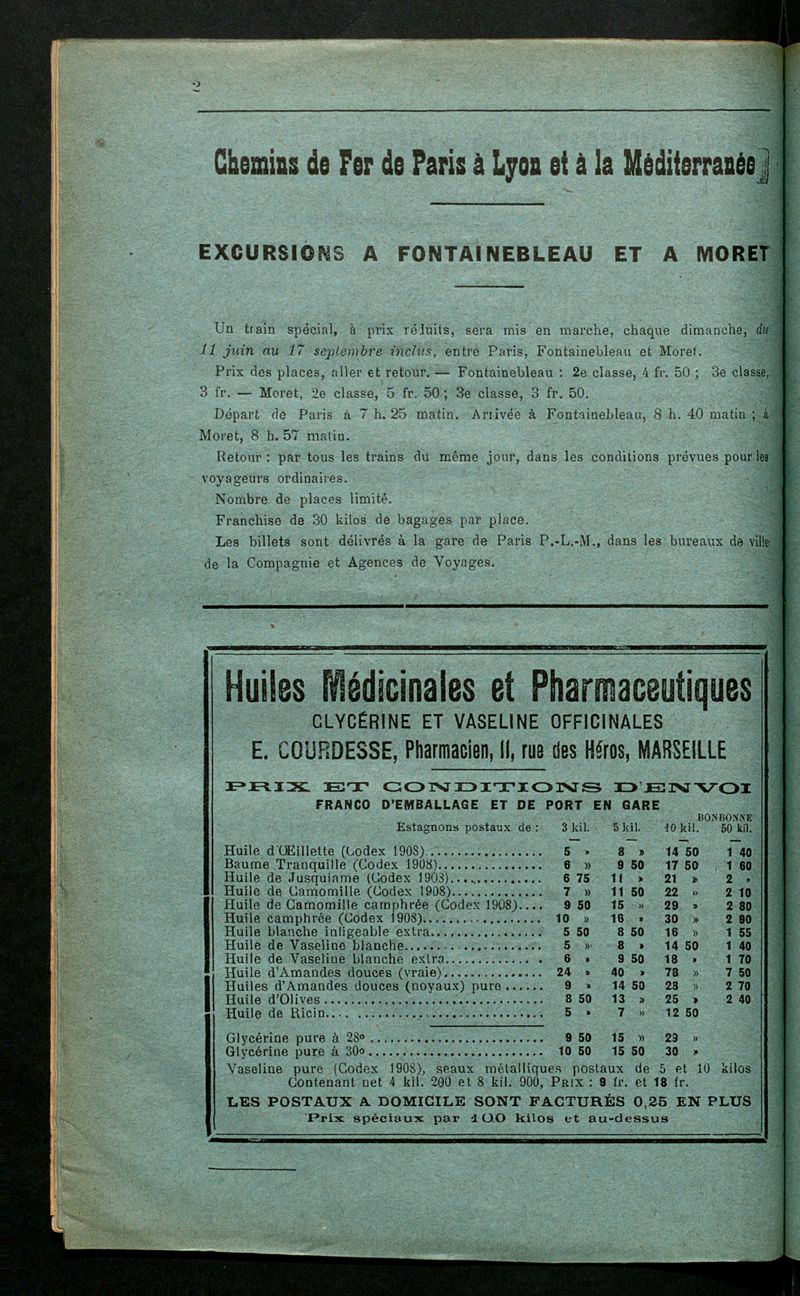 2
Chemins de Fer de Paris à Lyon et à la Méditerranée
EXCURSIONS A FONTAINEBLEAU ET A MORET
Un train spécial, à prix réduits, sera mis en marche, chaque dimanche, du
11 juin au 17 septembre inclus, entre Paris, Fontainebleau et Moret.
Prix des places, aller et retour. — Fontainebleau : 2e classe, 4 fr. 50 ; 3e classe,
3 fr. — Moret, 2e classe, 5 fr. 50 ; 3e classe, 3 fr. 50.
Départ de Paris à 7 h. 25 matin. Arrivée à Fontainebleau, 8 h. 40 matin ; à
Moret, 8 h. 57 matin.
Retour : par tous les trains du même jour, dans les conditions prévues pour les
voyageurs ordinaires.
Nombre de places limité.
Franchise de 30 kilos de bagages par place.
Les billets sont délivrés à la gare de Paris P.-L.-M., dans les bureaux de ville
de la Compagnie et Agences de Voyages.
Huiles Médicinales et Pharmaceutiques
GLYCÉRINE ET VASELINE OFFICINALES
E. COURDESSE, Pharmacien, 11, rue des Héros, MARSEILLE
PRIX ET CONDITIONS D'ENVOI
FRANCO D'EMBALLAGE ET DE PORT EN GARE
BONBONNE
Estagnons postaux de : 3 kil. 5 kil. 10 kil. 50 kil.
Huile d'Œillette (Codex 1908) 5 » 8 » 14 50 1 40
Baume Tranquille (Codex 1908) 6 » 9 50 17 50 1 60
Huile de Jusquiame (Codex 1903) 6 75 11 » 21 » 2 »
Huile de Camomille (Codex 1908) 7 » 11 50 22 » 2 10
Huile de Camomille camphrée (Codex 1908) 9 50 15 » 29 » 2 80
Huile camphrée (Codex 1908) 10 » 16 » 30 » 2 90
Huile blanche infigeable extra 5 50 8 50 16 » 1 55
Huile de Vaseline blanche 5 » 8 » 14 50 1 40
Huile de Vaseline blanche extra 6 » 9 50 18 » 1 70
Huile d'Amandes douces (vraie) 24 » 40 » 78 » 7 50
Huiles d'Amandes douces (noyaux) pure 9 » 14 50 28 » 2 70
Huile d'Olives 8 50 13 » 25 » 2 40
Huile de Ricin 5 » 7 » 12 50
Glycérine pure à 28o 9 50 15 » 29 »
Glycérine pure à 30o 10 50 15 50 30 »
Vaseline pure (Codex 1908), seaux métalliques postaux de 5 et 10 kilos
Contenant net 4 kil. 200 et 8 kil. 900, PRIX : 9 fr. et 18 fr.
LES POSTAUX A DOMICILE SONT FACTURÉS 0,25 EN PLUS
Prix spéciaux par 100 kilos et au-dessus